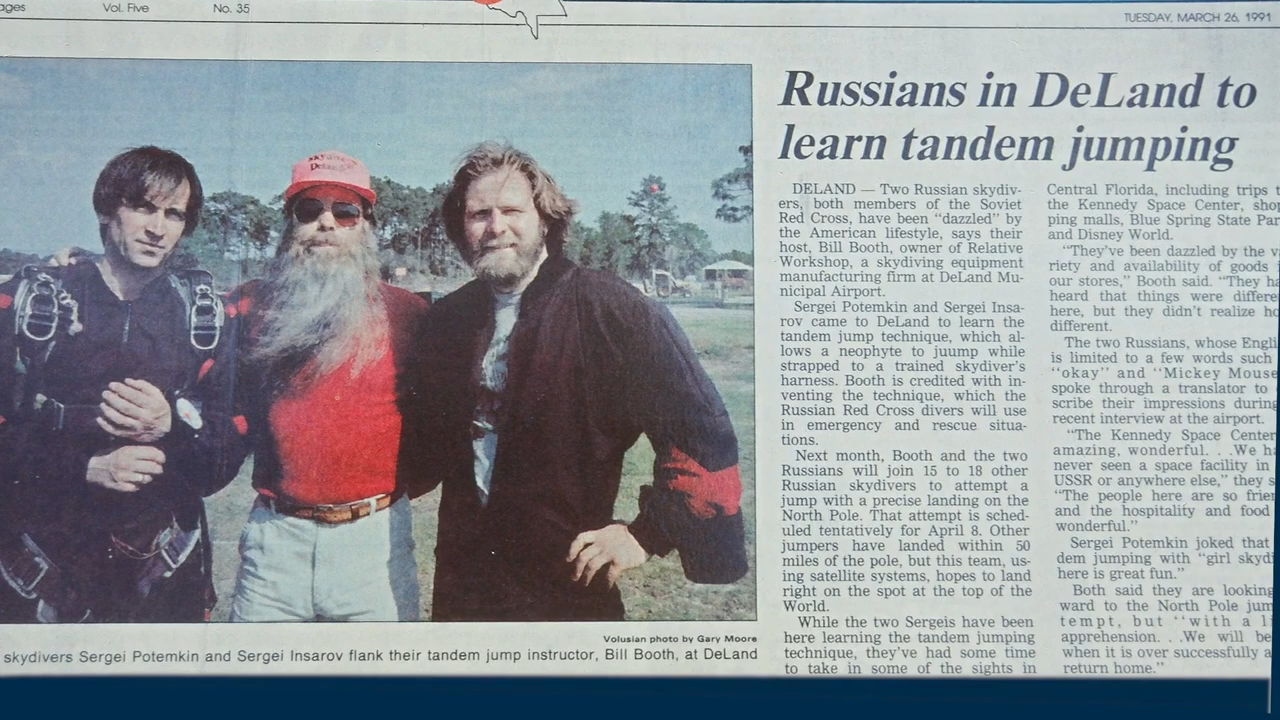 ages Vol. Five No. 35
TUESDAY, MARCH 26, 1991
Russians in DeLand to
learn tandem jumping
skydive
DeLand
Volusian photo by Gary Moore
skydivers Sergei Potemkin and Sergei Insarov flank their tandem jump instructor, Bill Booth, at DeLand
DELAND — Two Russian skydiv-
ers, both members of the Soviet
Red Cross, have been "dazzled" by
the American lifestyle, says their
host, Bill Booth, owner of Relative
Workshop, a skydiving equipment
manufacturing firm at DeLand Mu-
nicipal Airport.
Sergei Potemkin and Sergei Insa-
rov came to DeLand to learn the
tandem jump technique, which al-
lows a neophyte to juump while
strapped to a trained skydiver's
harness. Booth is credited with in-
venting the technique, which the
Russian Red Cross divers will use
in emergency and rescue situa-
tions.
Next month, Booth and the two
Russians will join 15 to 18 other
Russian skydivers to attempt a
jump with a precise landing on the
North Pole. That attempt is sched-
uled tentatively for April 8. Other
jumpers have landed within 50
miles of the pole, but this team, us-
ing satellite systems, hopes to land
right on the spot at the top of the
World.
While the two Sergeis have been
here learning the tandem jumping
technique, they've had some time
to take in some of the sights in
Central Florida, including trips t
the Kennedy Space Center, shop
ping malls, Blue Spring State Par
and Disney World.
"They've been dazzled by the va
riety and availability of goods i
our stores," Booth said. "They ha
heard that things were differe
here, but they didn't realize ho
different.
The two Russians, whose Engli
is limited to a few words such
"okay" and "Mickey Mouse
spoke through a translator to
scribe their impressions during
recent interview at the airport.
"The Kennedy Space Center
amazing, wonderful. . .We ha
never seen a space facility in
USSR or anywhere else," they s
"The people here are so frien
and the hospitality and food
wonderful."
Sergei Potemkin joked that
dem jumping with "girl skydi
here is great fun."
Both said they are looking
ward to the North Pole jum
tempt, but "with a li
apprehension. . .We will be
when it is over successfully a
return home."